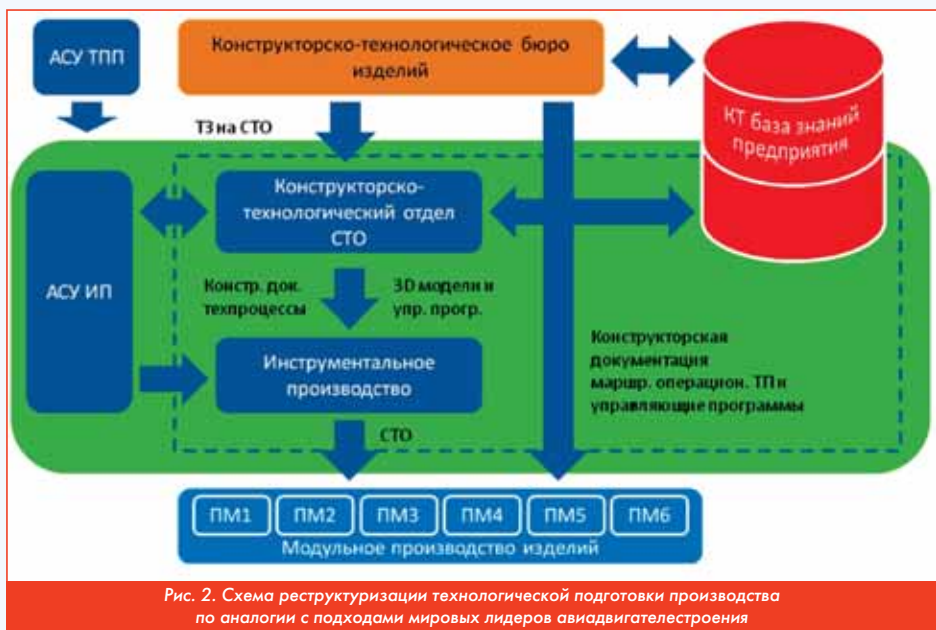 АСУ ТПП
Конструкторско-технологическое бюро
изделий
КТ база знаний
предприятия
ТЗ на СТО
Конструкторско-
технологический отдел
СТО
АСУ ИП
Констр. док.
техпроцессы
3D модели и
упр. прогр.
Инструментальное
производство
Конструкторская
документация
маршр. операцион. ТП и
управляющие программы
СТО
ПМ1 ПМ2 ПМ3 ПМ4 ПМ5 ПМ6
Модульное производство изделий
Рис. 2. Схема реструктуризации технологической подготовки производства
по аналогии с подходами мировых лидеров авиадвигателестроения